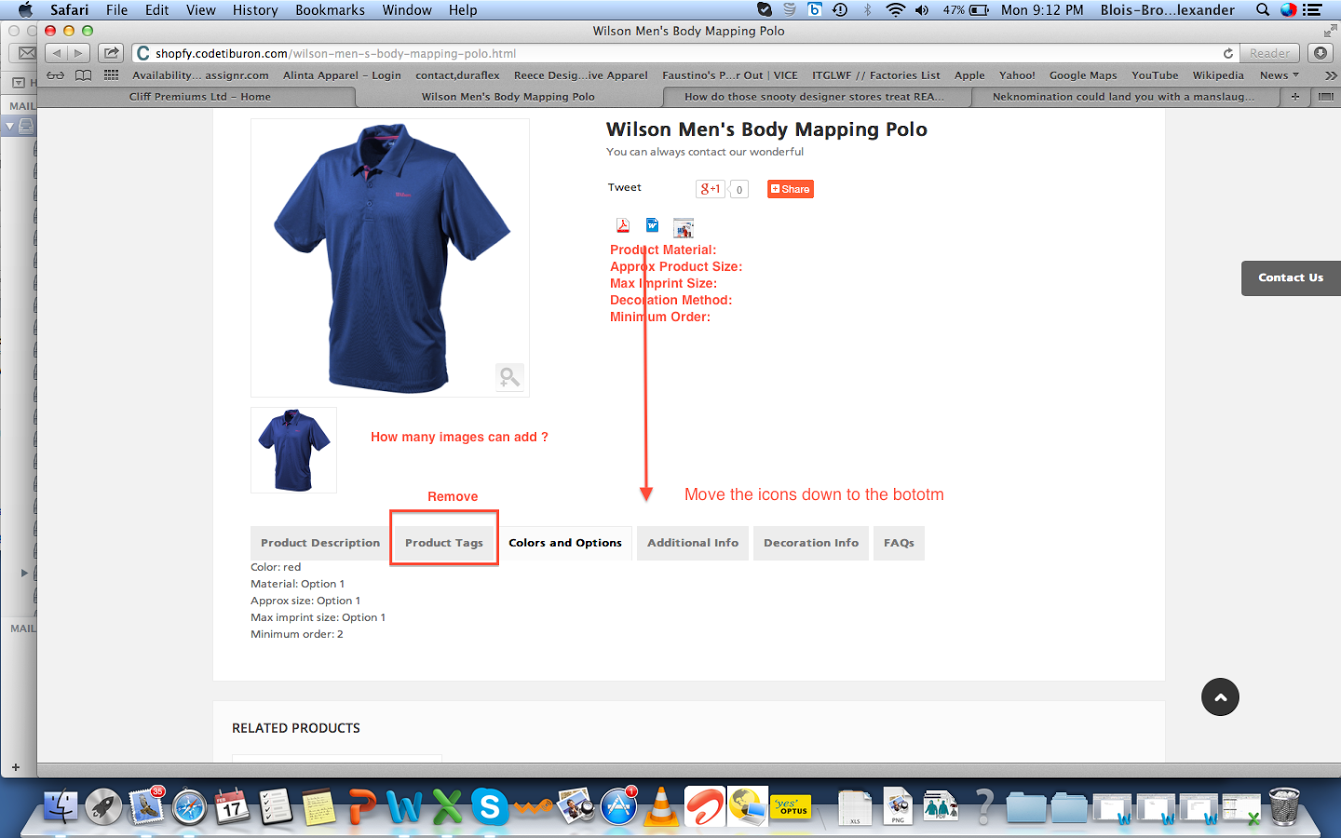 Safari File Edit View History Bookmarks Window Help 47% Mon 9:12 PM Blois-Bro...lexander
Wilson Men's Body Mapping Polo
shopfy.codetiburon.com/wilson-men-s-body-mapping-polo.html Reader
Availability... assignr.com Alinta Apparel – Login contact,duraflex Reece Desig...ive Apparel Faustino's P...r Out | VICE ITGLWF // Factories List Apple Yahoo! Google Maps YouTube Wikipedia News
Cliff Premiums Ltd – Home Wilson Men's Body Mapping Polo How do those snooty designer stores treat REA... Neknomination could land you with a manslaug...
MAIL
Wilson Men's Body Mapping Polo
You can always contact our wonderful
Tweet g+1 0 Share
Product Material:
Approx Product Size:
Max Imprint Size:
Decoration Method:
Minimum Order:
Contact Us
How many images can add ?
Remove
Move the icons down to the bototm
Product Description Product Tags Colors and Options Additional Info Decoration Info FAQs
Color: red
Material: Option 1
Approx size: Option 1
Max imprint size: Option 1
Minimum order: 2
MAIL
RELATED PRODUCTS
35
FEB
17
1
'yes'
OPTUS
XLS
PNG
PDF